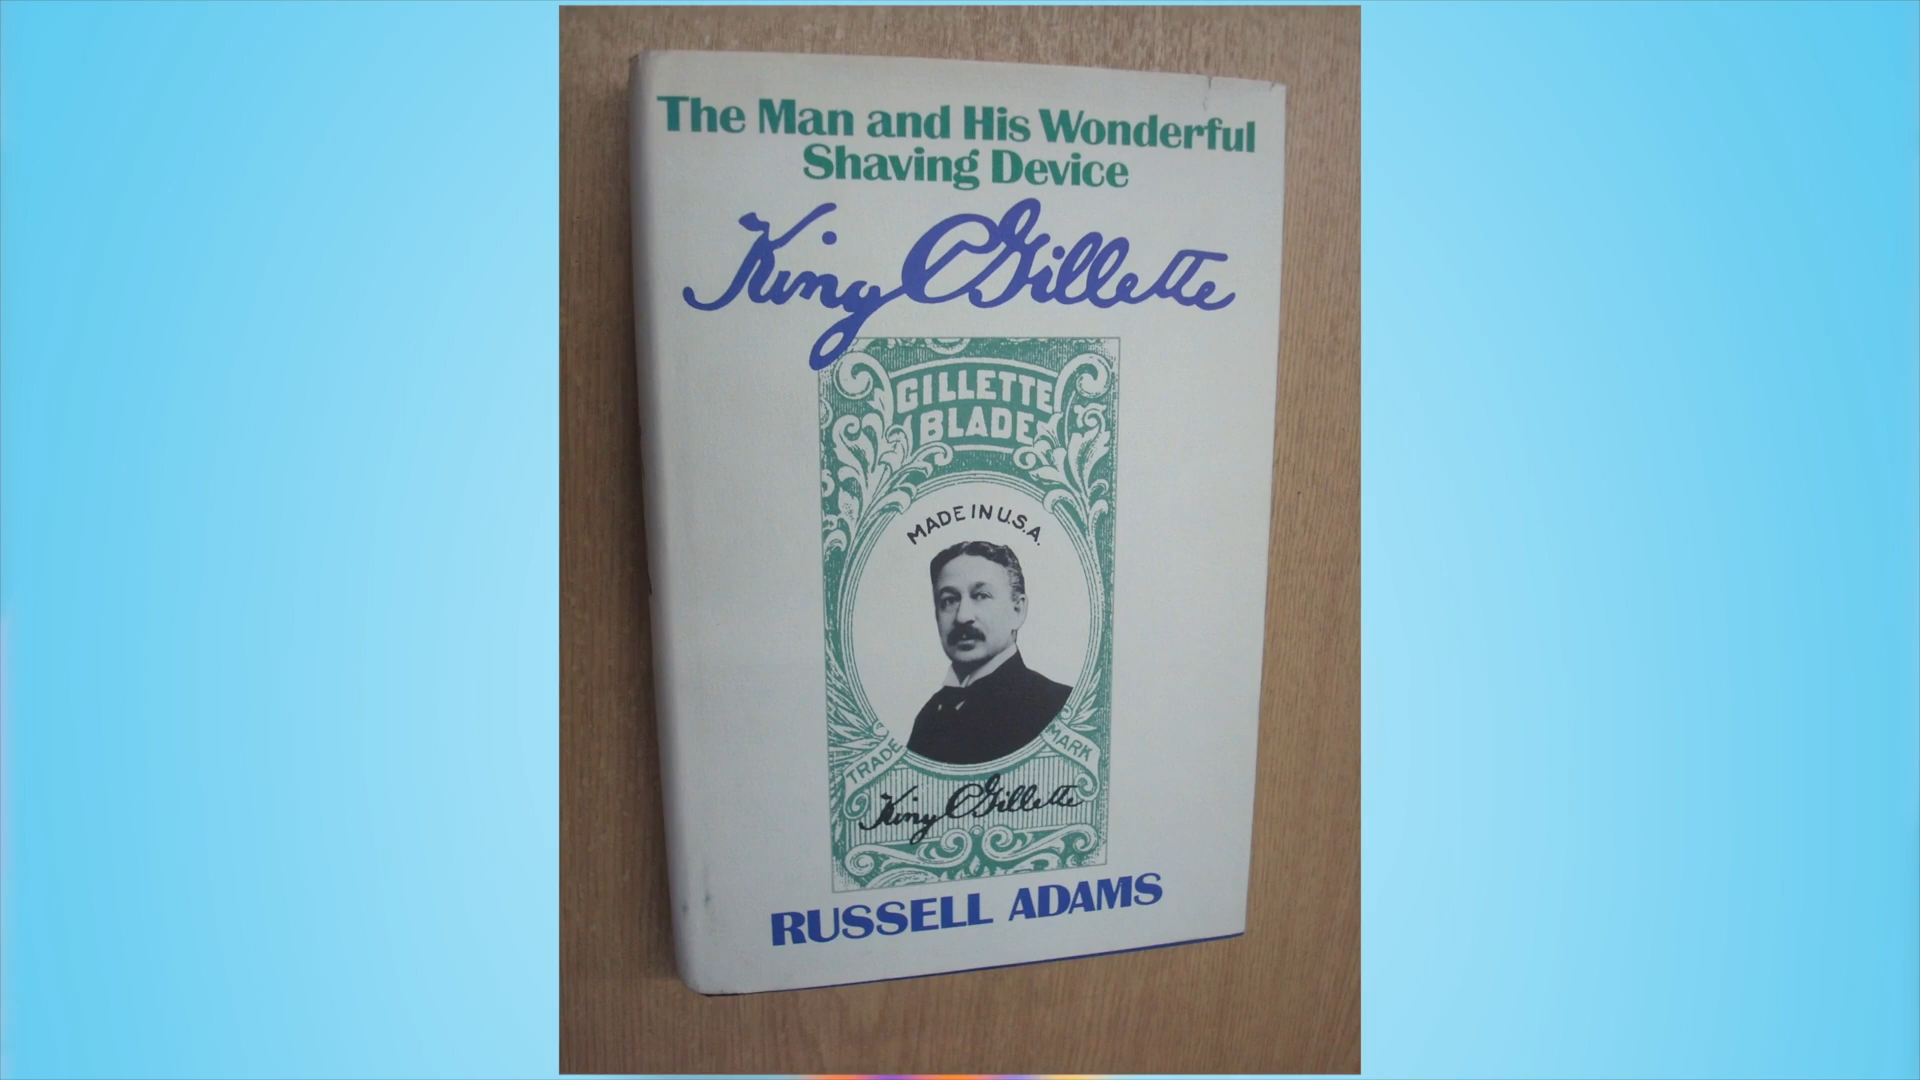 The Man and His Wonderful
Shaving Device
King C Gillette
GILLETTE
BLADE
MADE IN U.S.A.
TRADE MARK
King C Gillette
RUSSELL ADAMS